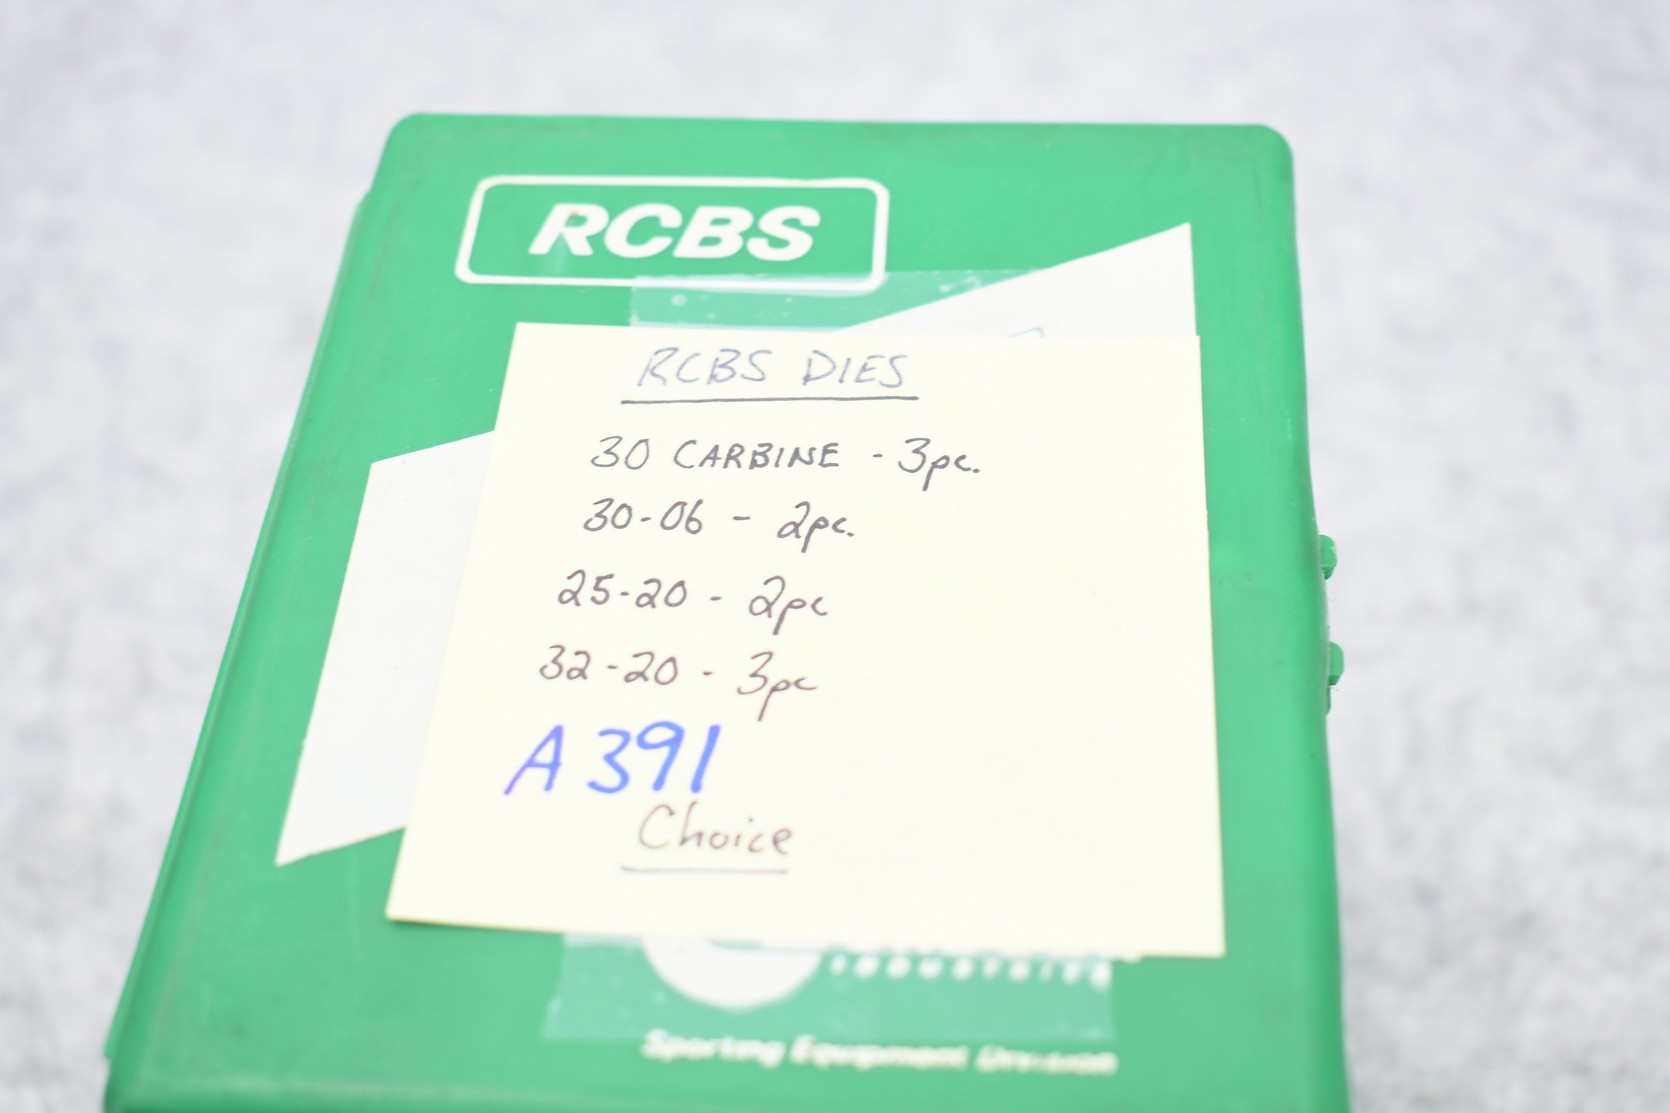 RCBS
RCBS DIES
30 CARBINE - 3pc.
30-06 - 2pc.
25-20 - 2pc
32-20 - 3pc
A391
Choice
INDUSTRIES
Sporting Equipment Division